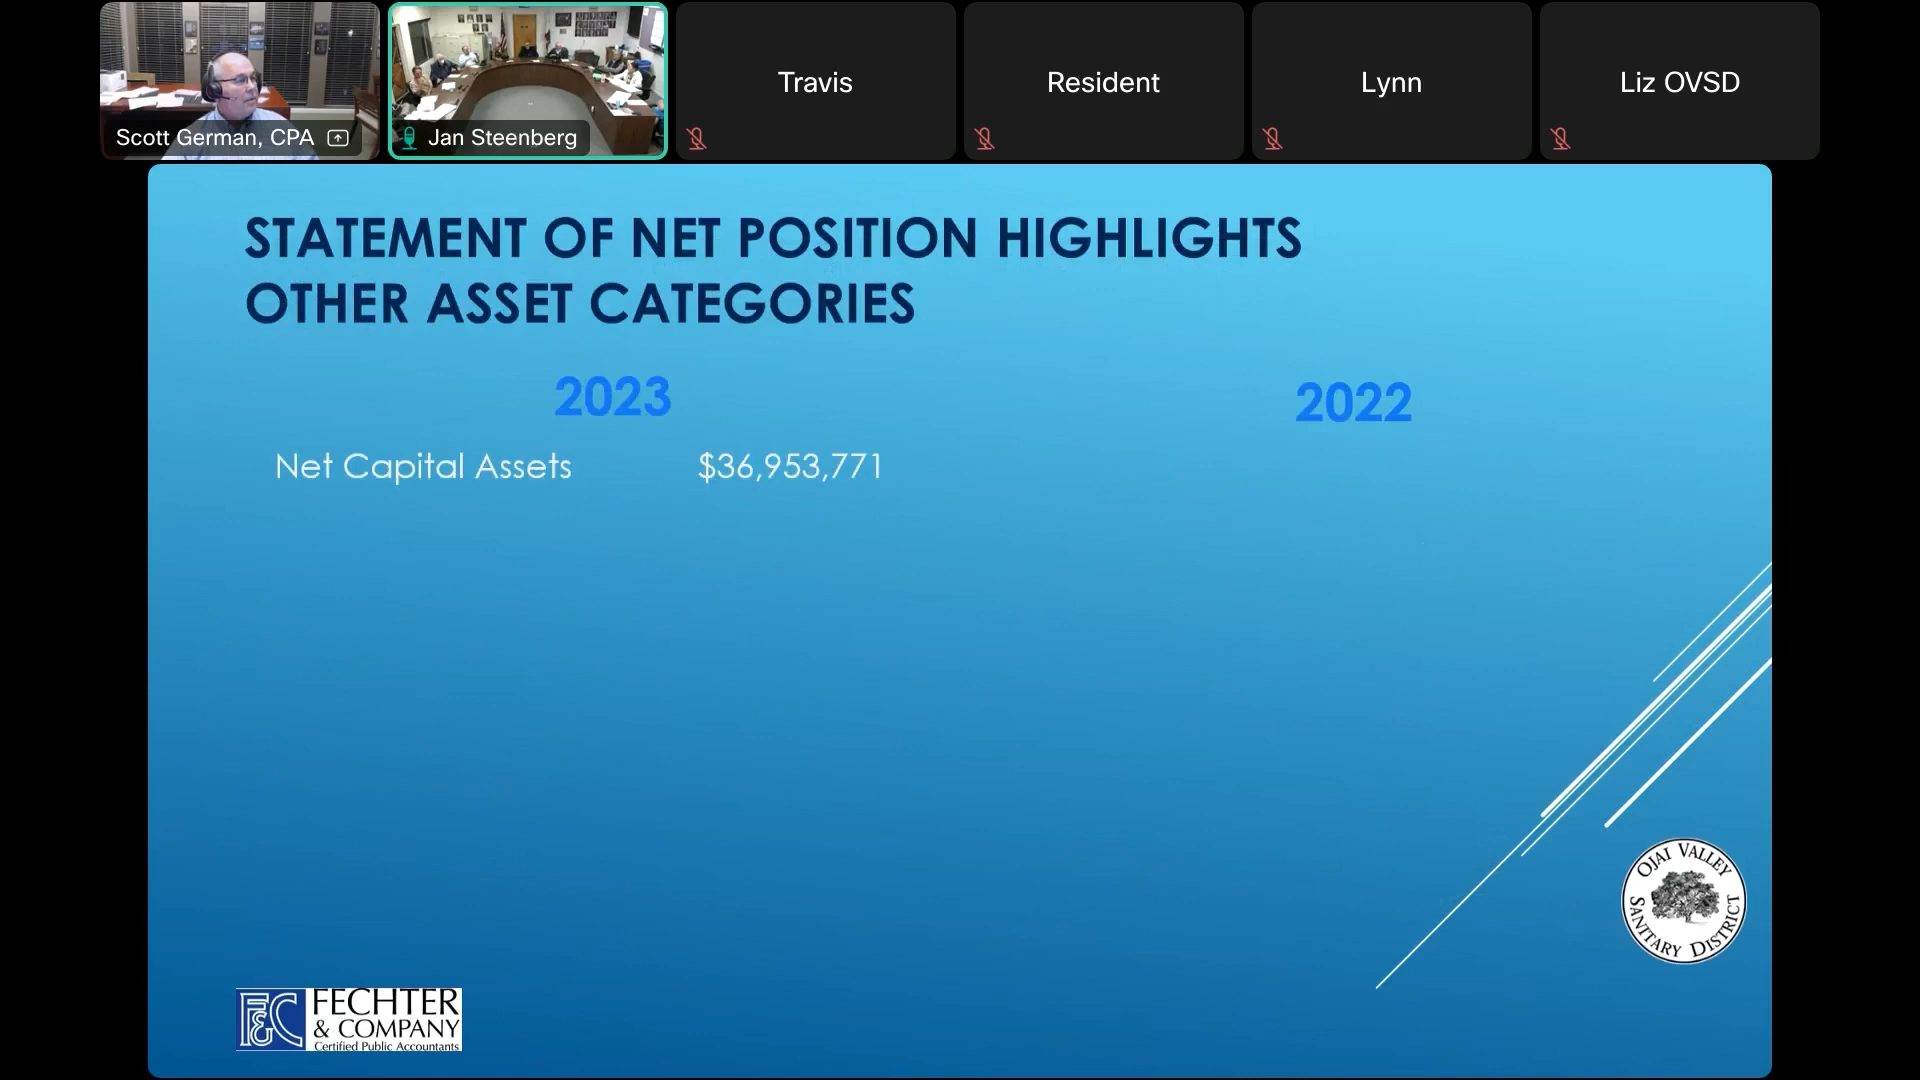 Scott German, CPA
Jan Steenberg
Travis
Resident
Lynn
Liz OVSD
STATEMENT OF NET POSITION HIGHLIGHTS
OTHER ASSET CATEGORIES
2023
2022
Net Capital Assets $36,953,771
OJAI VALLEY
SANITARY DISTRICT
F&C
FECHTER
& COMPANY
Certified Public Accountants